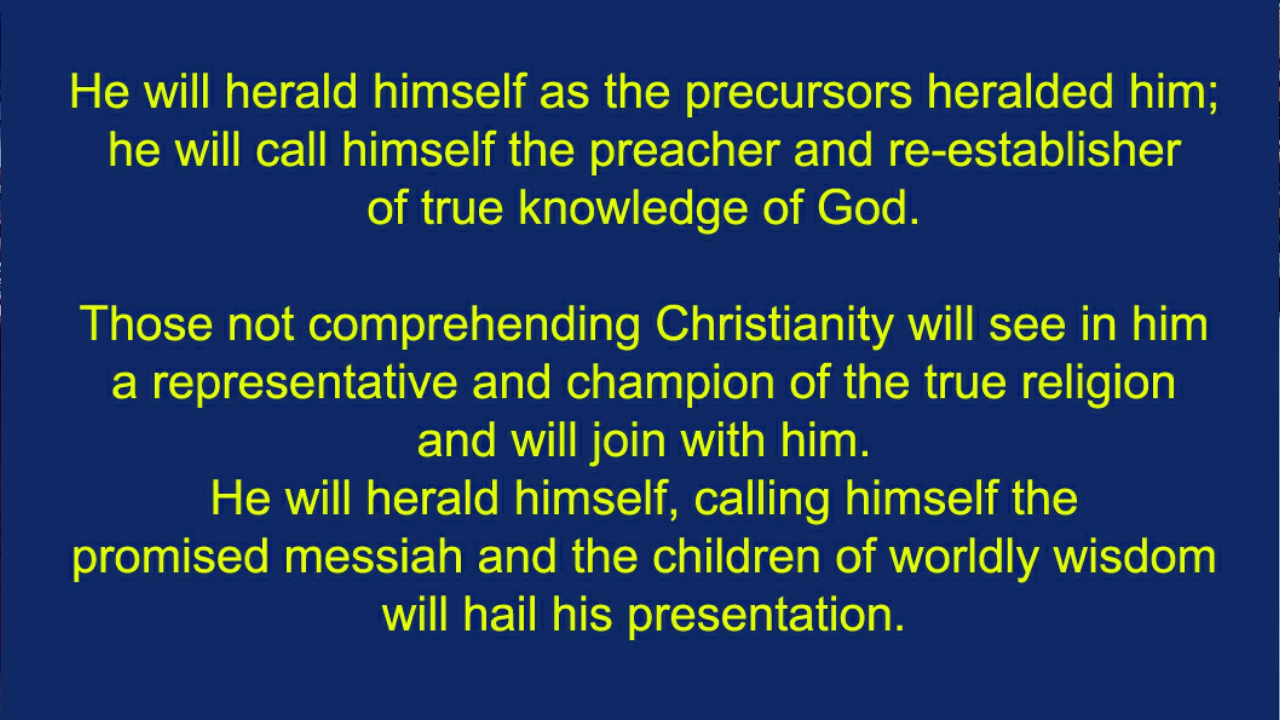 He will herald himself as the precursors heralded him;
he will call himself the preacher and re-establisher
of true knowledge of God.
Those not comprehending Christianity will see in him
a representative and champion of the true religion
and will join with him.
He will herald himself, calling himself the
promised messiah and the children of worldly wisdom
will hail his presentation.